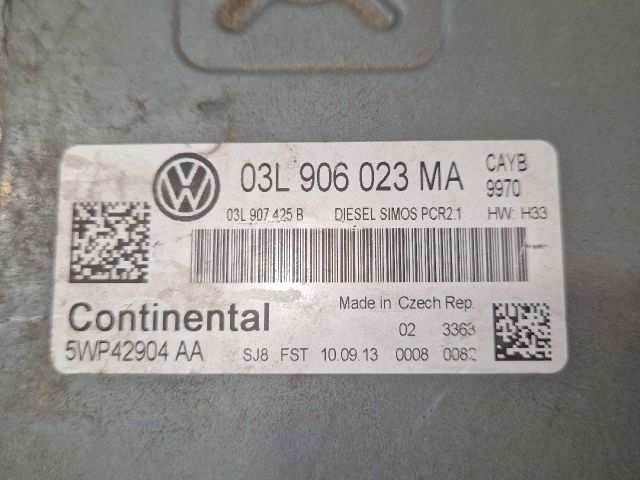 03L 906 023 MA CAYB
9970
03L 907 425 B DIESEL SIMOS PCR2.1 HW: H33
Made in Czech Rep.
Continental
02 3363
5WP42904 AA SJ8 FST 10.09.13 0008 0082